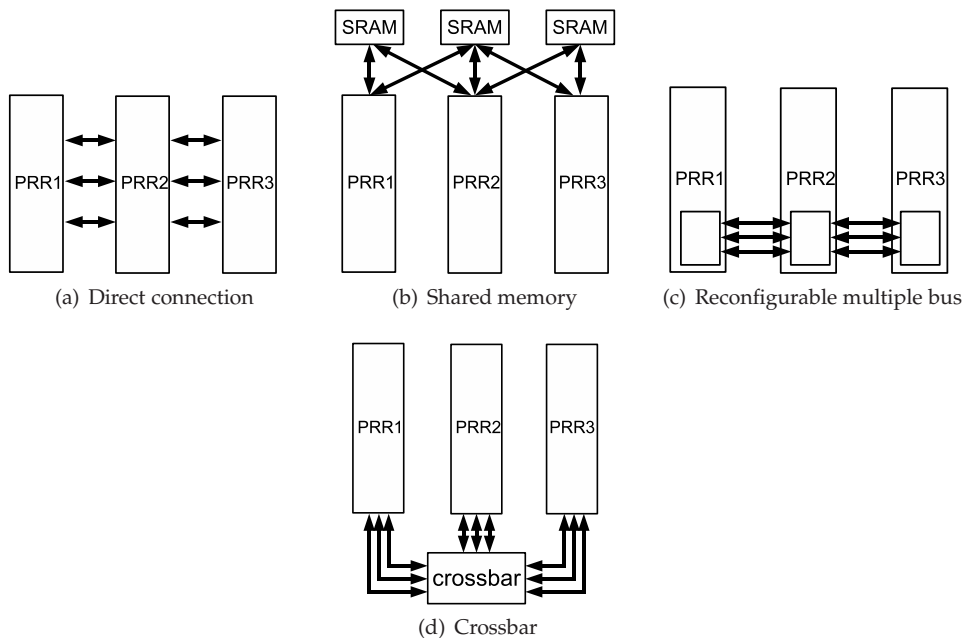 SRAM SRAM SRAM
PRR1 PRR2 PRR3
PRR1 PRR2 PRR3
PRR1 PRR2 PRR3
(a) Direct connection
(b) Shared memory
(c) Reconfigurable multiple bus
PRR1 PRR2 PRR3
crossbar
(d) Crossbar